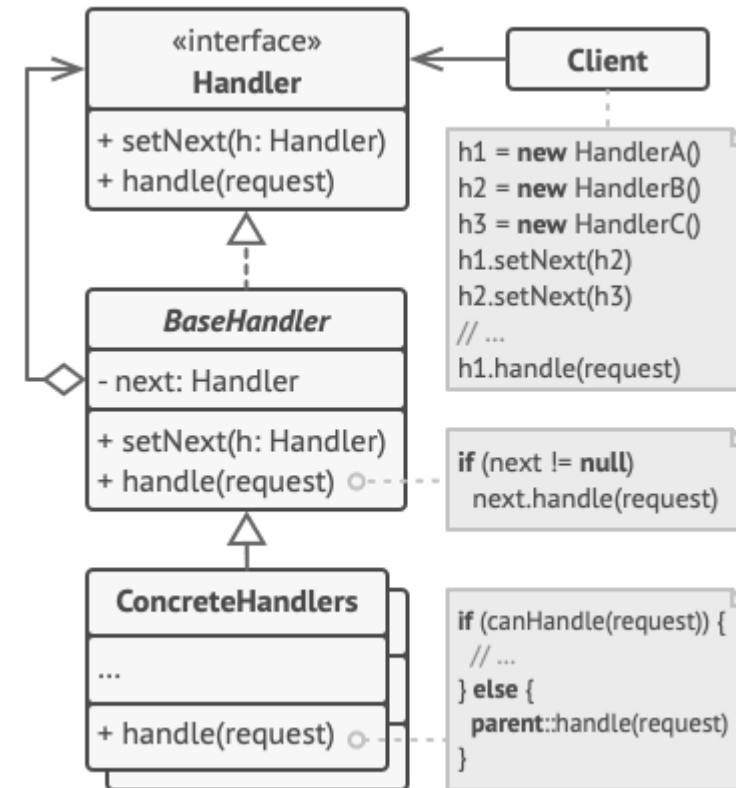 «interface»
Handler
+ setNext(h: Handler)
+ handle(request)
Client
h1 = new HandlerA()
h2 = new HandlerB()
h3 = new HandlerC()
h1.setNext(h2)
h2.setNext(h3)
// ...
h1.handle(request)
BaseHandler
- next: Handler
+ setNext(h: Handler)
+ handle(request)
if (next != null)
next.handle(request)
ConcreteHandlers
...
+ handle(request)
if (canHandle(request)) {
// ...
} else {
parent::handle(request)
}